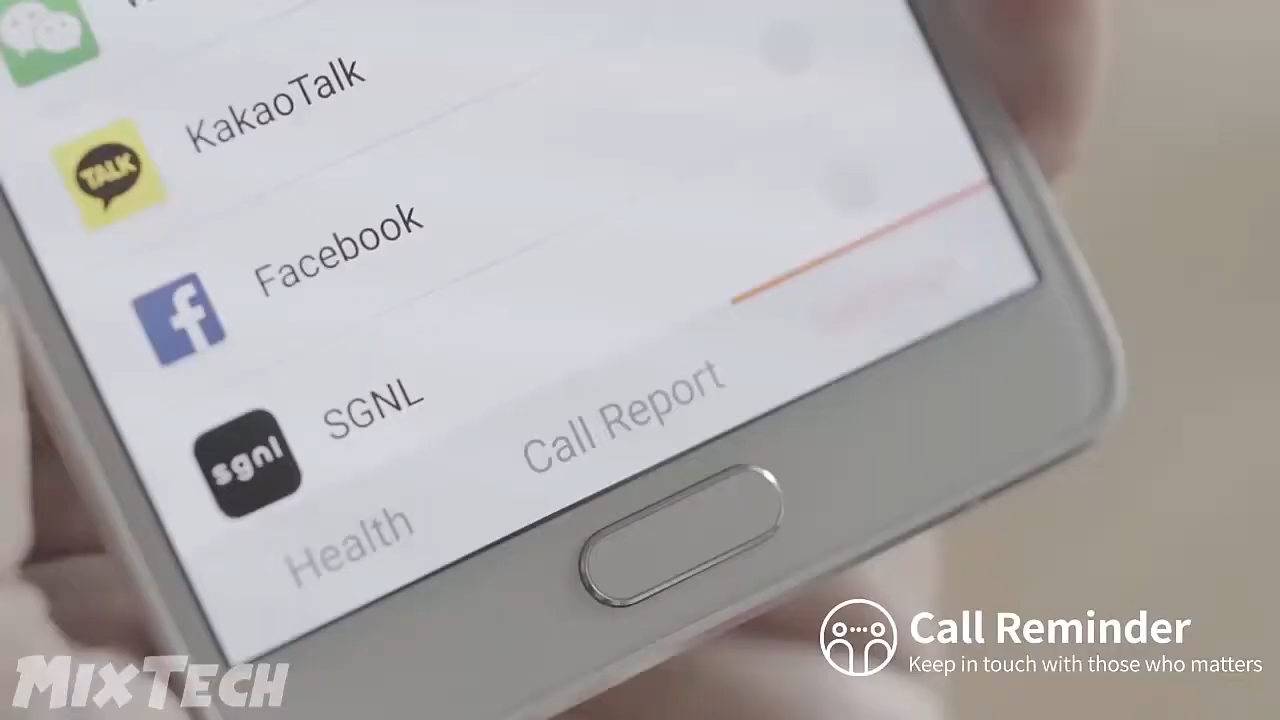 KakaoTalk
TALK
Facebook
f
SGNL
sgnl
Health
Call Report
Call Reminder
Keep in touch with those who matters
MIXTECH